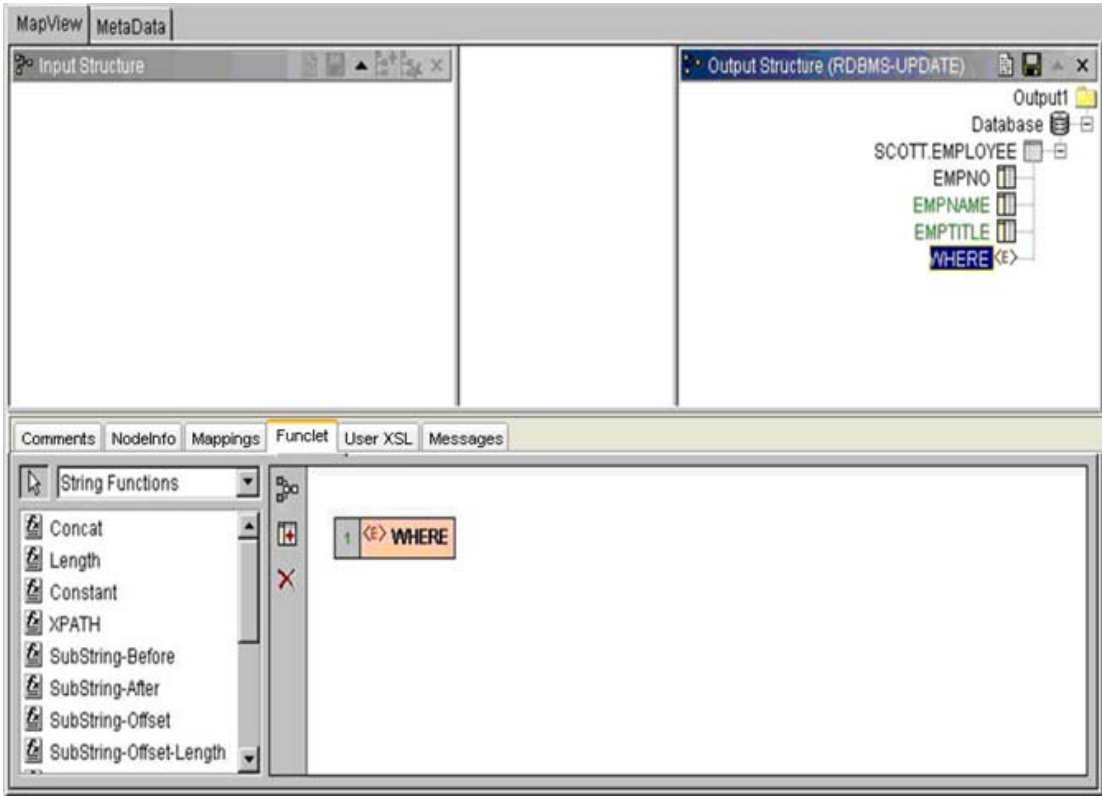 MapView MetaData
Input Structure
Output Structure (RDBMS-UPDATE)
Output1
Database
SCOTT.EMPLOYEE
EMPNO
EMPNAME
EMPTITLE
WHERE <E>
Comments NodeInfo Mappings Funclet User XSL Messages
String Functions
Concat
Length
Constant
XPATH
SubString-Before
SubString-After
SubString-Offset
SubString-Offset-Length
1 <E> WHERE